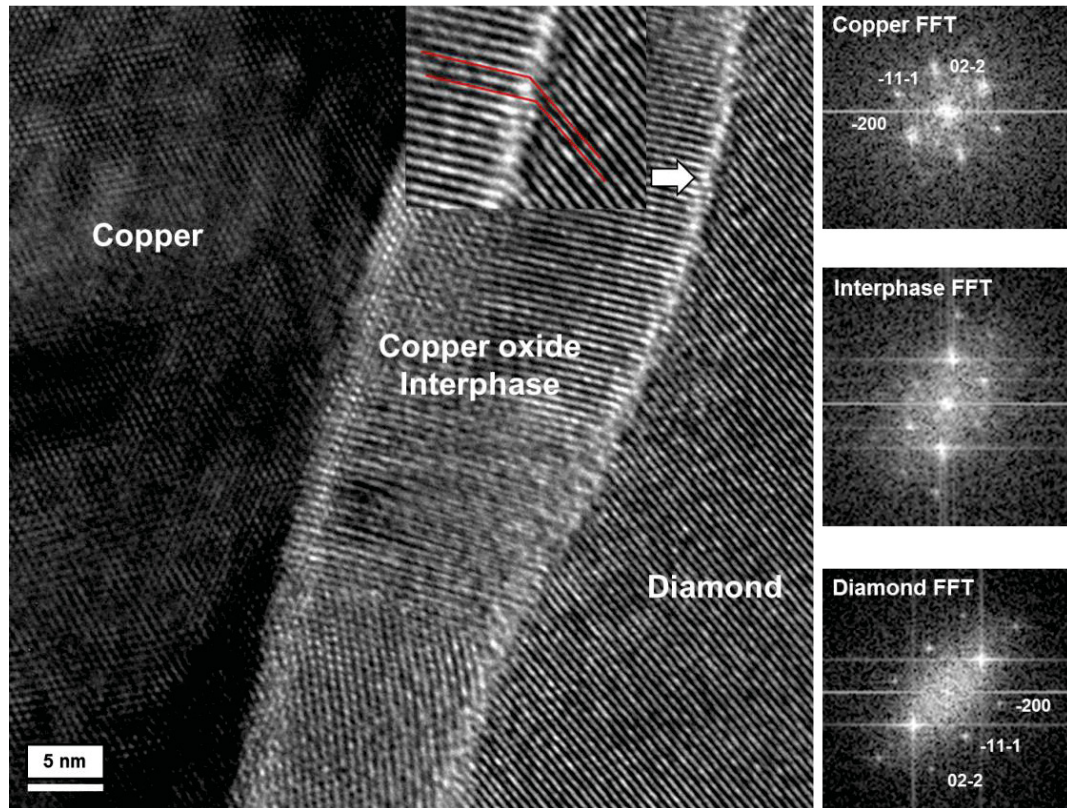 Copper
Copper oxide
Interphase
Diamond
5 nm
Copper FFT
-11-1
02-2
-200
Interphase FFT
Diamond FFT
-200
-11-1
02-2